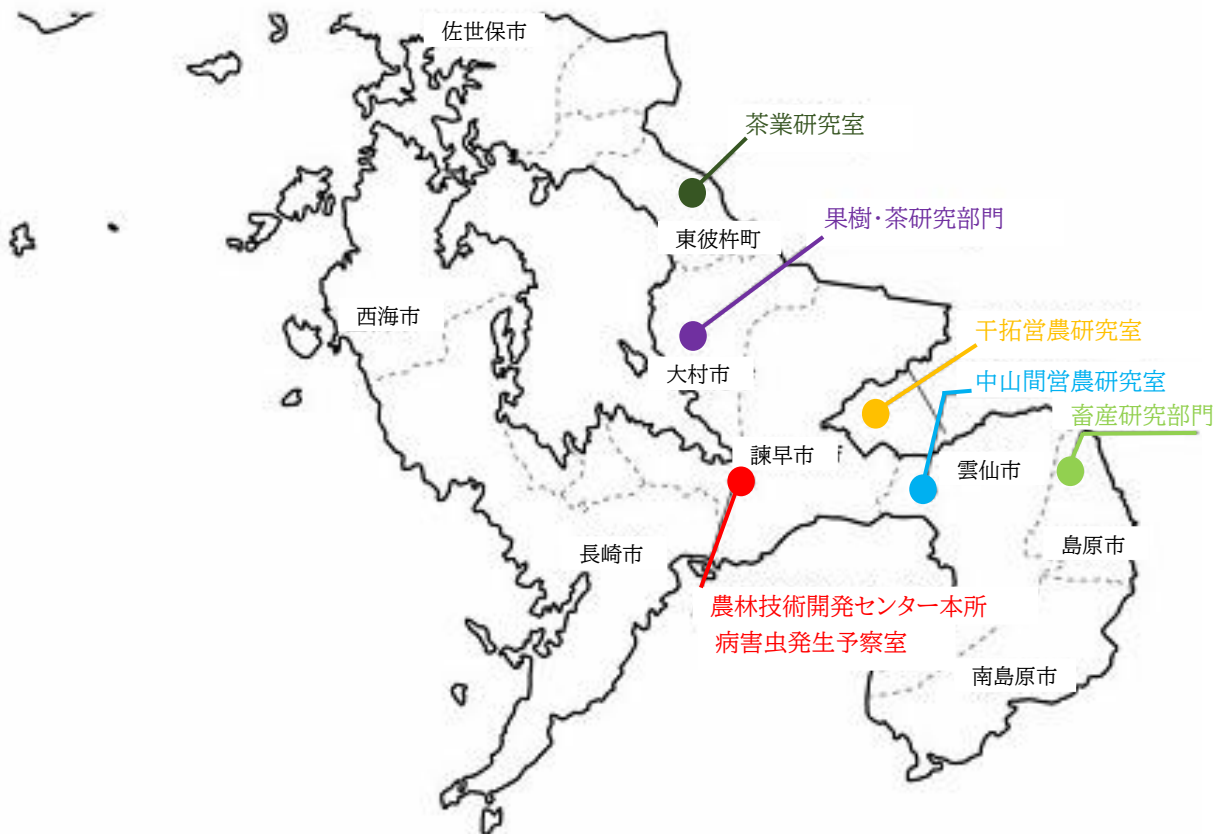 佐世保市
茶業研究室
果樹・茶研究部門
東彼杵町
西海市
干拓営農研究室
大村市
中山間営農研究室
畜産研究部門
諫早市
雲仙市
島原市
長崎市
農林技術開発センター本所
病害虫発生予察室
南島原市